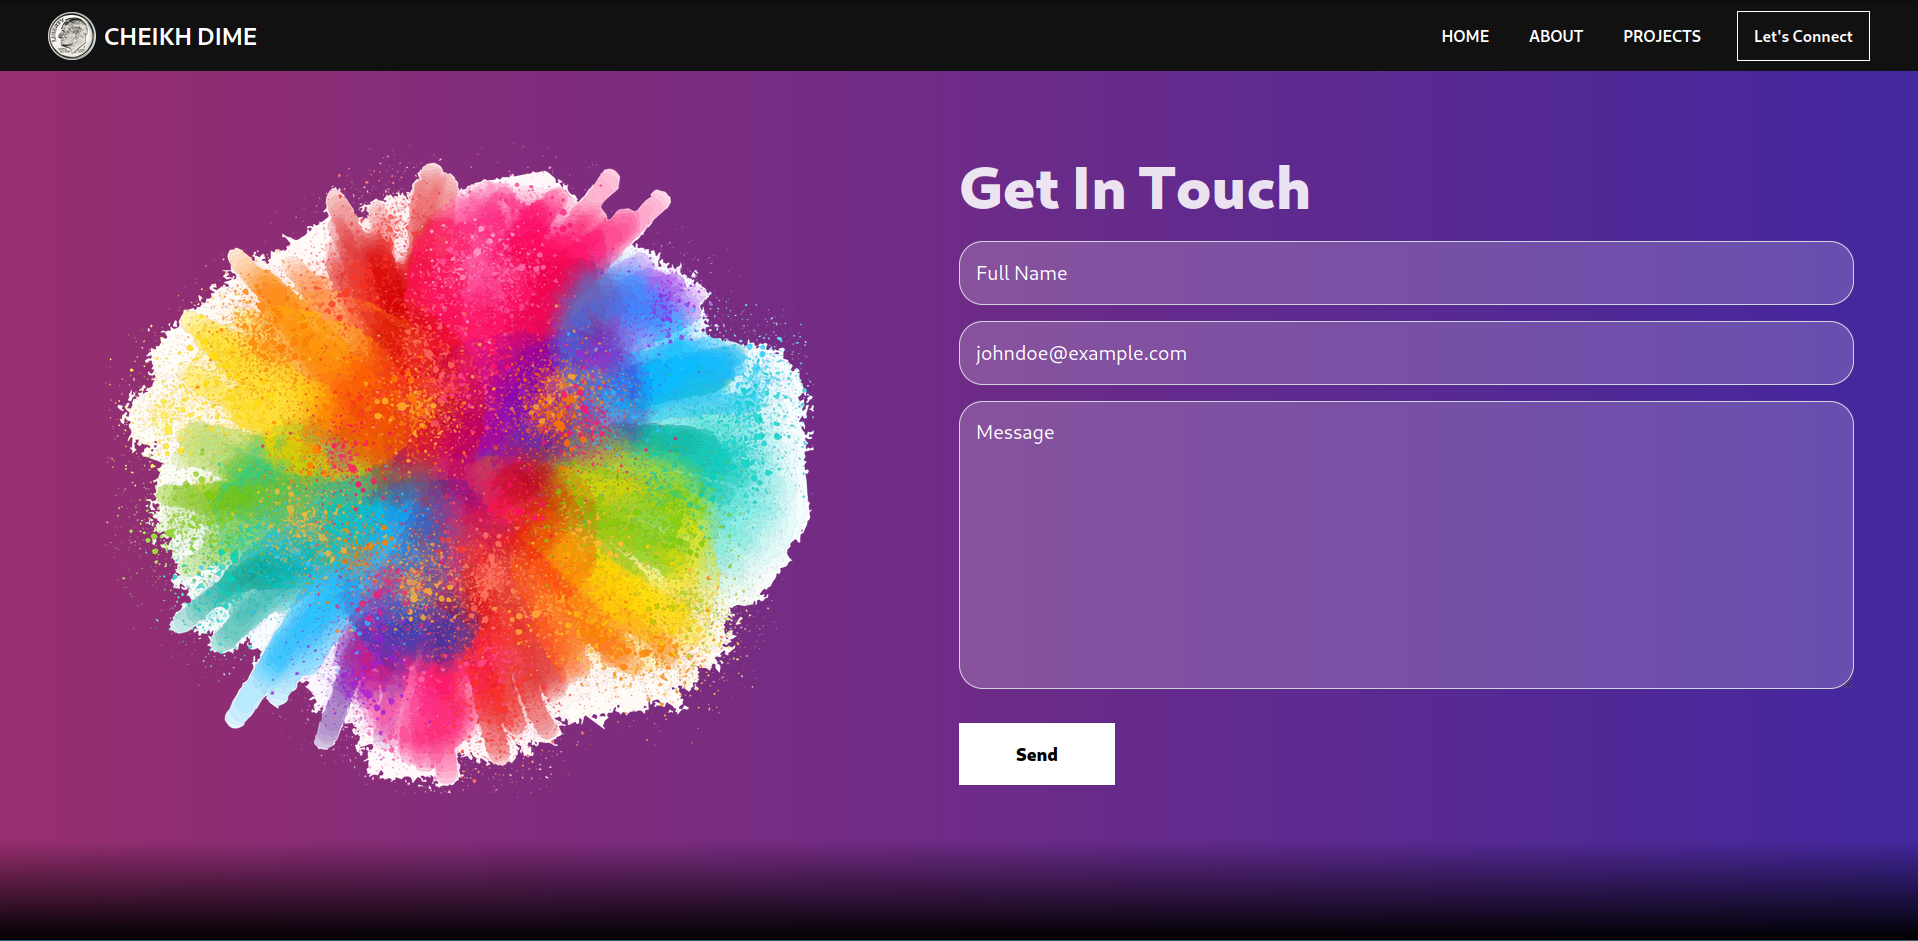 CHEIKH DIME
HOME ABOUT PROJECTS Let's Connect
Get In Touch
Full Name
johndoe@example.com
Message
Send